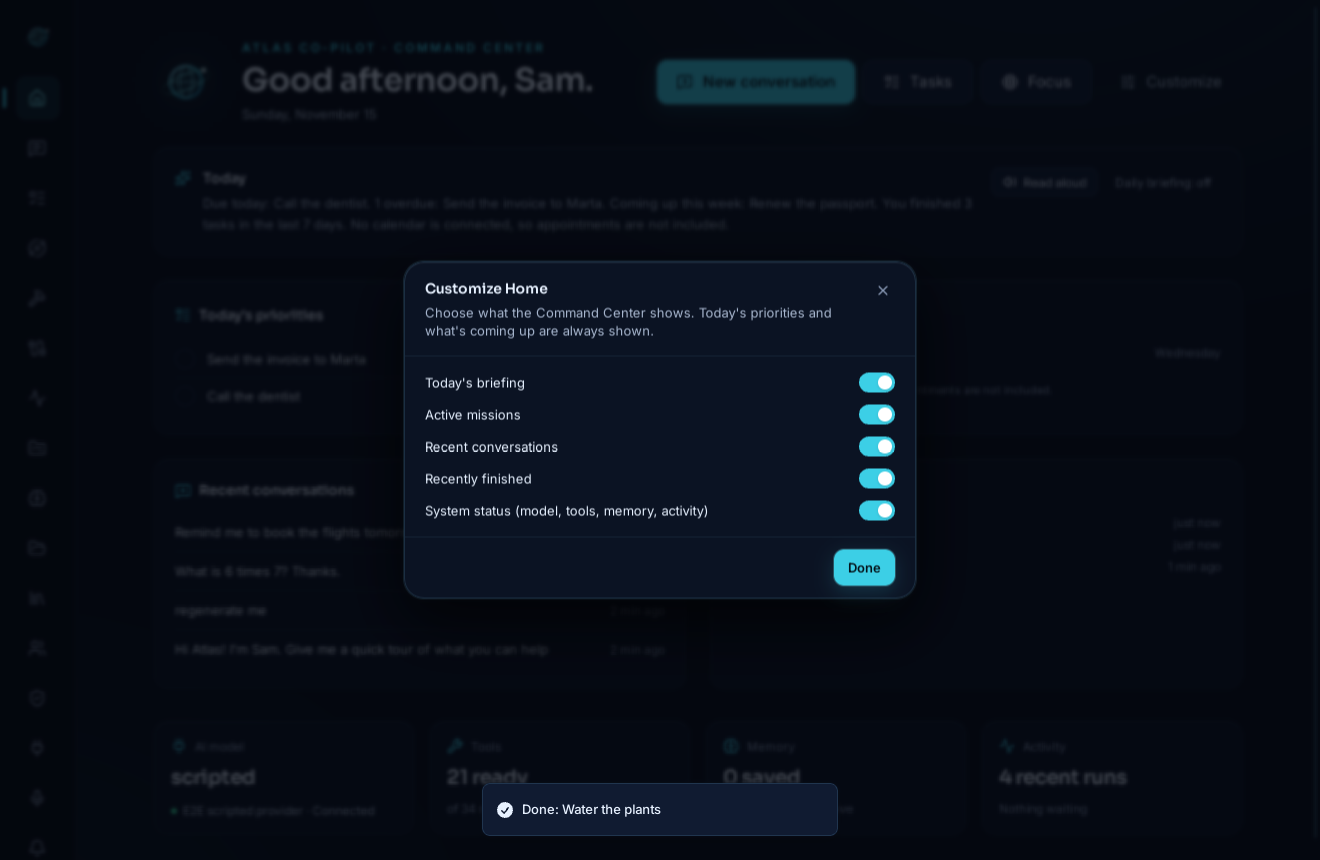 ATLAS CO-PILOT · COMMAND CENTER
Good afternoon, Sam.
Sunday, November 15
New conversation
Tasks
Focus
Customize
Today
Read aloud
Daily briefing: off
Due today: Call the dentist. 1 overdue: Send the invoice to Marta. Coming up this week: Renew the passport. You finished 3
tasks in the last 7 days. No calendar is connected, so appointments are not included.
Today's priorities
Send the invoice to Marta
Call the dentist
Wednesday
are not included.
Customize Home
Choose what the Command Center shows. Today's priorities and
what's coming up are always shown.
Today's briefing
Active missions
Recent conversations
Recently finished
System status (model, tools, memory, activity)
Done
Recent conversations
Remind me to book the flights
What is 6 times 7? Thanks.
regenerate me
2 min ago
Hi Atlas! I'm Sam. Give me a quick tour of what you can help
2 min ago
just now
just now
1 min ago
AI model
scripted
E2E scripted provider · Connected
Tools
21 ready
of 34
Memory
0 saved
Activity
4 recent runs
Nothing waiting
Done: Water the plants